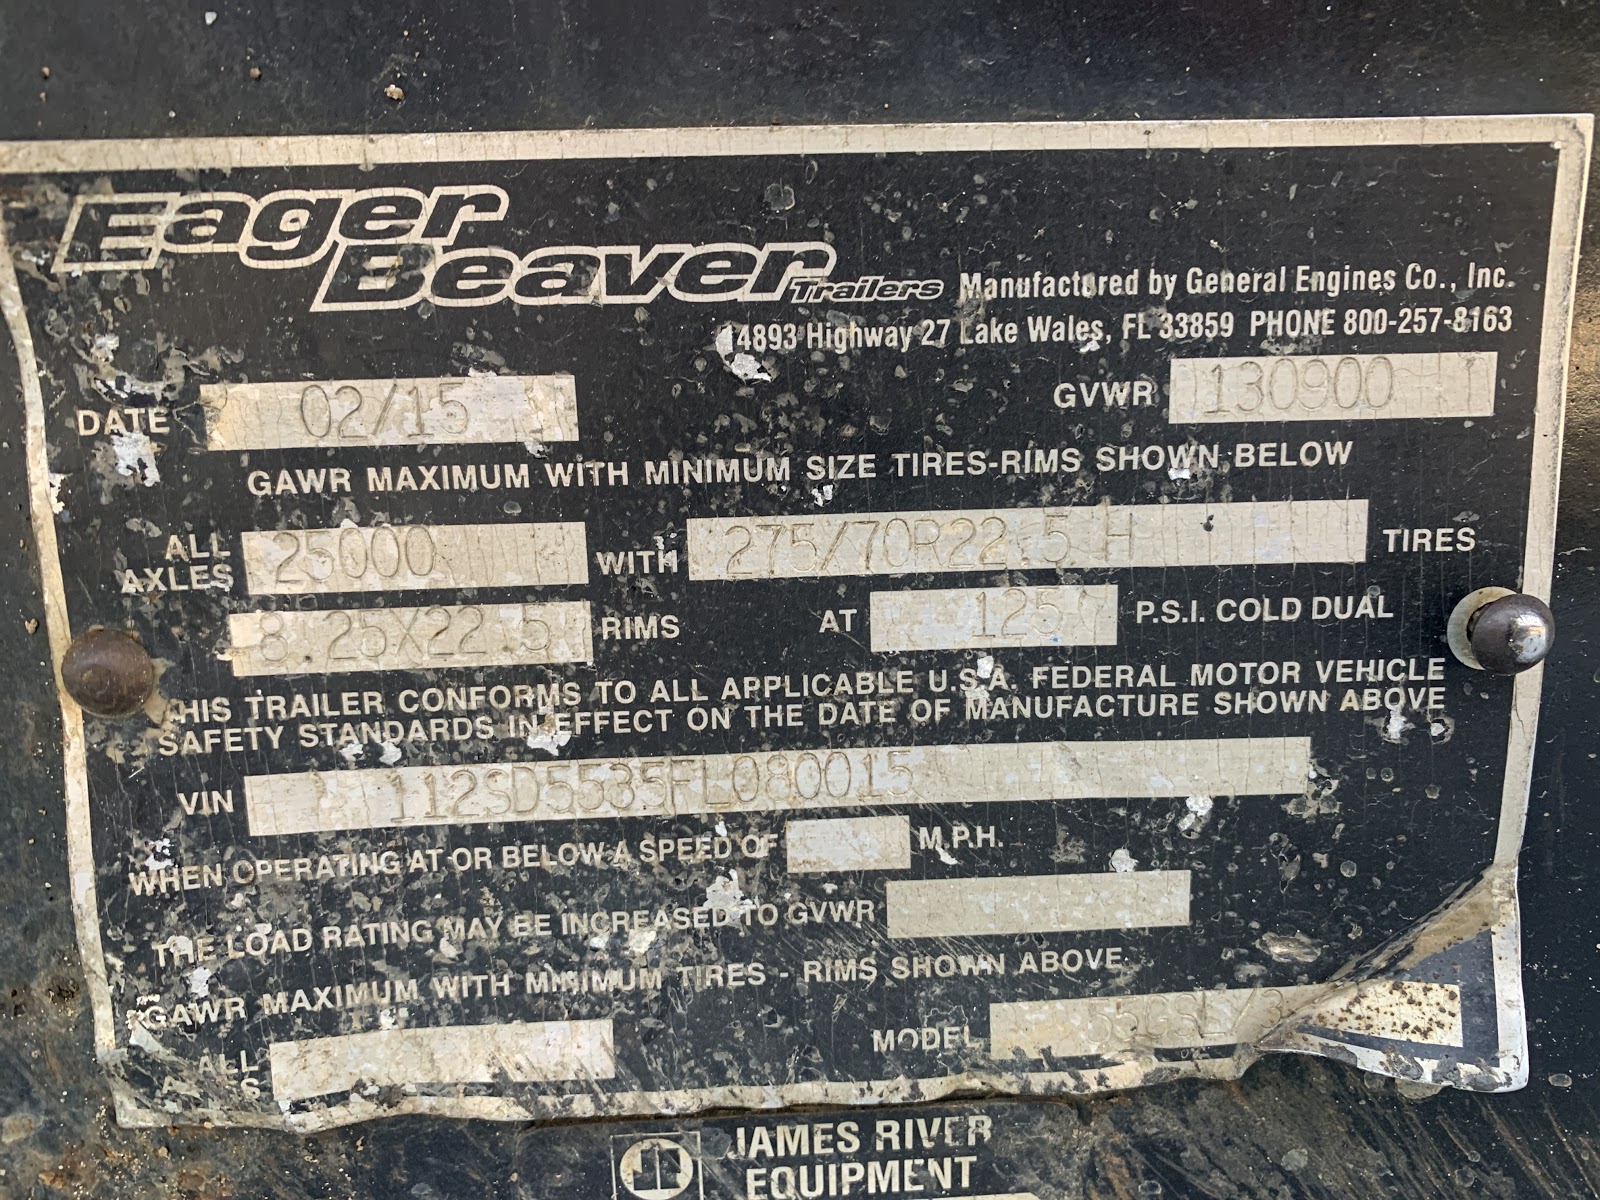 Eager
Beaver Trailers Manufactured by General Engines Co., Inc.
14893 Highway 27 Lake Wales, FL 33859 PHONE 800-257-8163
DATE 02/15 GVWR 130900
GAWR MAXIMUM WITH MINIMUM SIZE TIRES-RIMS SHOWN BELOW
ALL AXLES 25000 WITH 275/70R22.5 H TIRES
8.25X22.5 RIMS AT 125 P.S.I. COLD DUAL
THIS TRAILER CONFORMS TO ALL APPLICABLE U.S.A. FEDERAL MOTOR VEHICLE
SAFETY STANDARDS IN EFFECT ON THE DATE OF MANUFACTURE SHOWN ABOVE
VIN 112SD5535FL080015
WHEN OPERATING AT OR BELOW A SPEED OF M.P.H.
THE LOAD RATING MAY BE INCREASED TO GVWR
GAWR MAXIMUM WITH MINIMUM TIRES - RIMS SHOWN ABOVE
ALL AXLES MODEL 55GSL/3
JAMES RIVER
EQUIPMENT